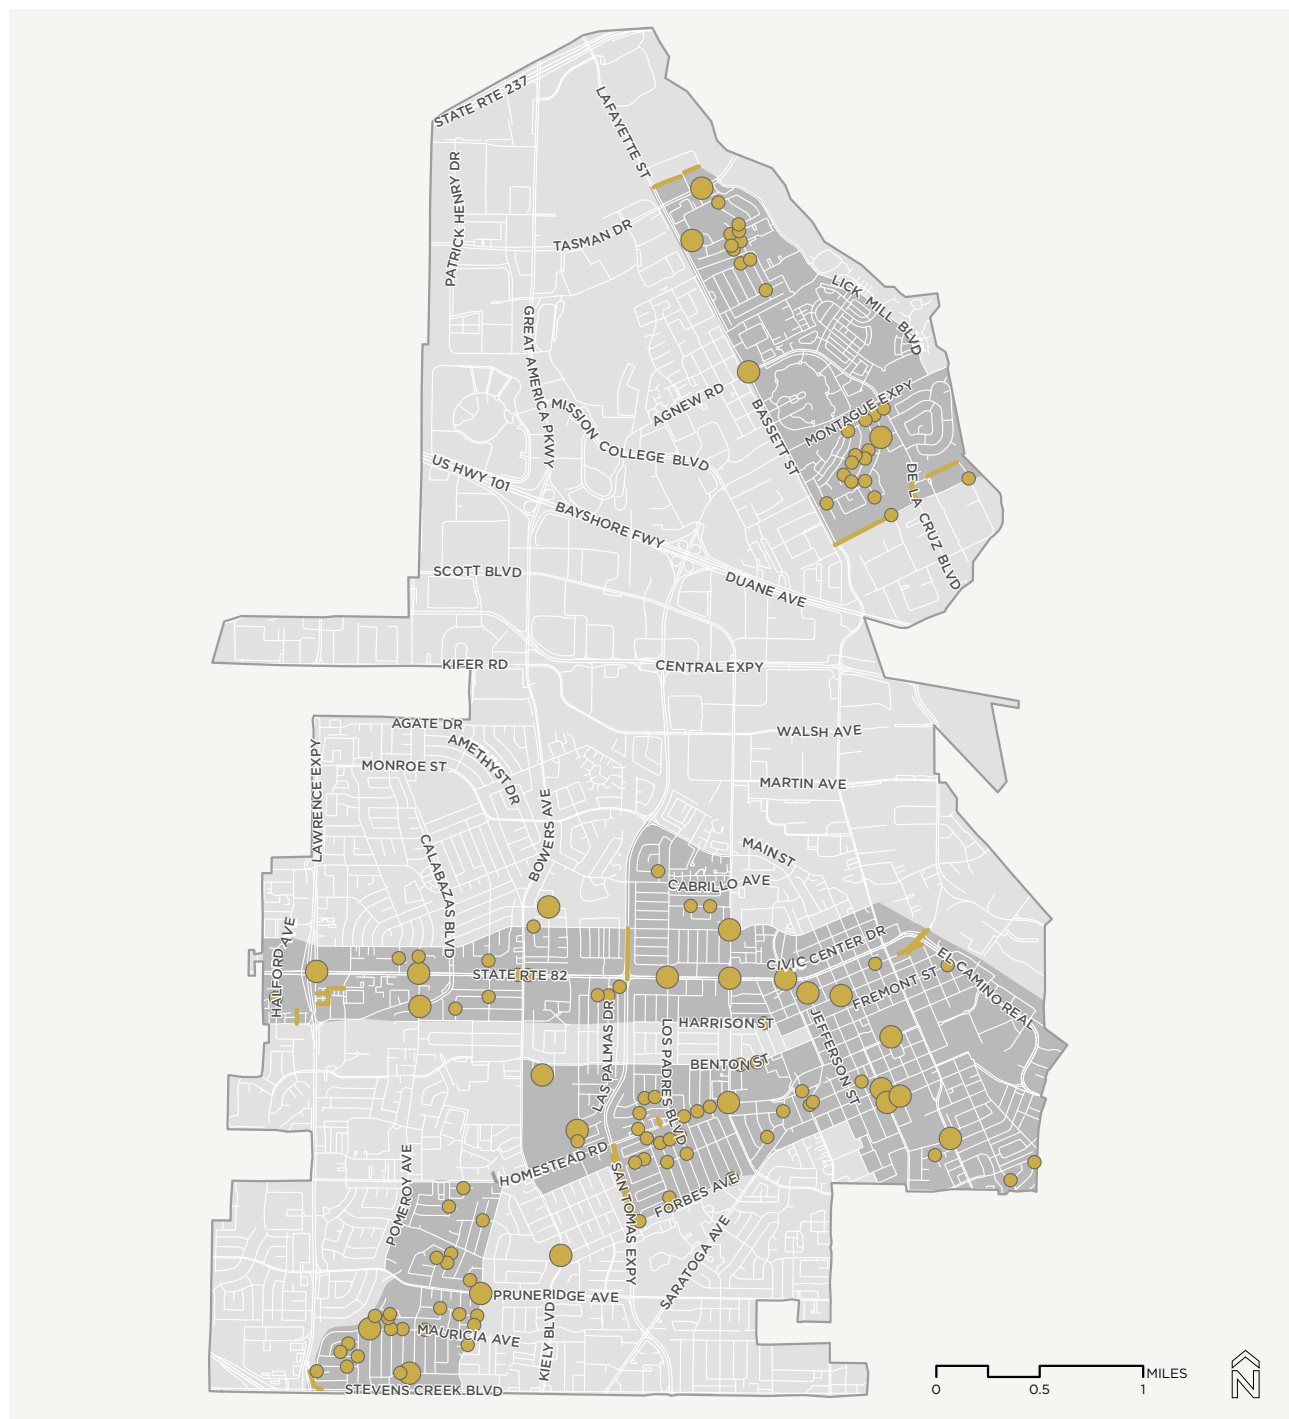 STATE RTE 237
LAFAYETTE ST
PATRICK HENRY DR
TASMAN DR
LICK MILL BLVD
GREAT AMERICA PKWY
MISSION COLLEGE BLVD
AGNEW RD
MONTAGUE EXPY
BASSETT ST
US HWY 101
DE LA CRUZ BLVD
BAYSHORE FWY
SCOTT BLVD
DUANE AVE
KIFER RD
CENTRAL EXPY
AGATE DR
WALSH AVE
AMETHYST DR
MONROE ST
LAWRENCE EXPY
MARTIN AVE
BOWERS AVE
CALABAZAS BLVD
MAIN ST
CABRILLO AVE
HALFORD AVE
CIVIC CENTER DR
STATE RTE 82
EL CAMINO REAL
FREMONT ST
HARRISON ST
JEFFERSON ST
LAS PALMAS DR
LOS PADRES BLVD
BENTON ST
HOMESTEAD RD
POMEROY AVE
SAN TOMAS EXPY
FORBES AVE
SARATOGA AVE
PRUNERIDGE AVE
KIELY BLVD
MAURICIA AVE
STEVENS CREEK BLVD
MILES
0 0.5 1
N